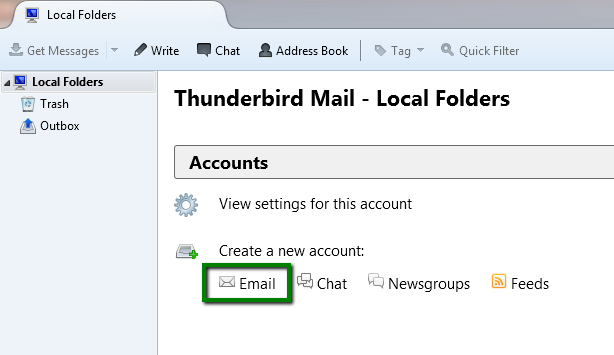 Local Folders
Get Messages Write Chat Address Book Tag Quick Filter
Local Folders
Trash
Outbox
Thunderbird Mail - Local Folders
Accounts
View settings for this account
Create a new account:
Email Chat Newsgroups Feeds